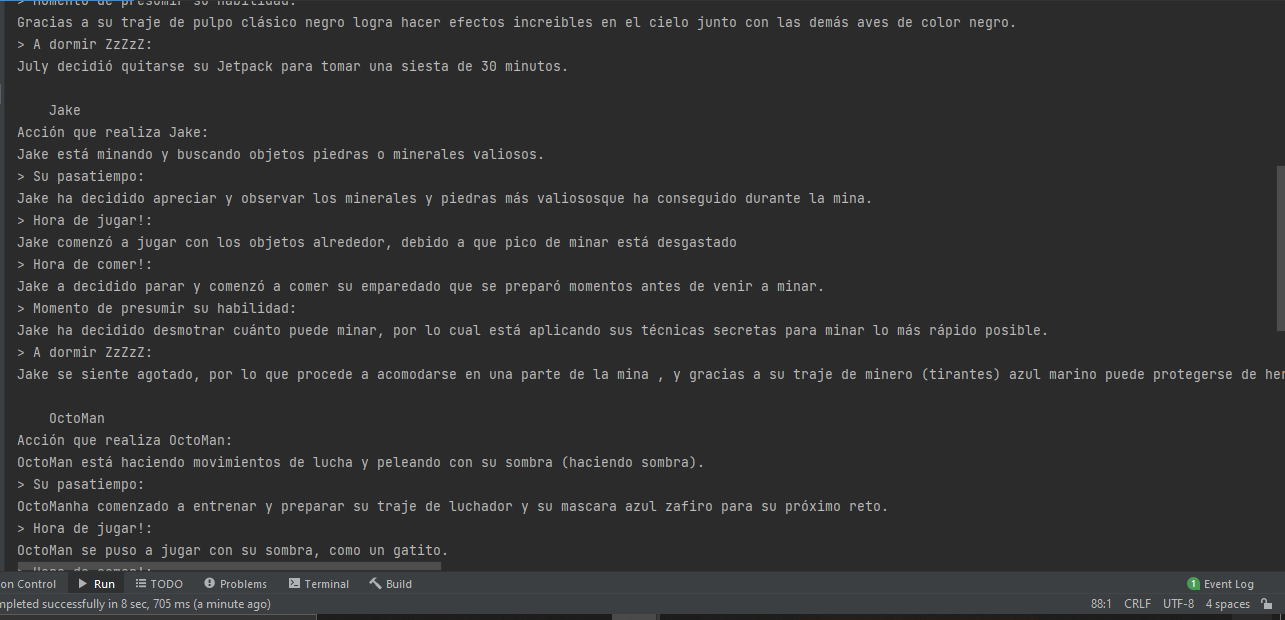 > Momento de presumir su habilidad:
Gracias a su traje de pulpo clásico negro logra hacer efectos increibles en el cielo junto con las demás aves de color negro.
> A dormir ZzZzZ:
July decidió quitarse su Jetpack para tomar una siesta de 30 minutos.
Jake
Acción que realiza Jake:
Jake está minando y buscando objetos piedras o minerales valiosos.
> Su pasatiempo:
Jake ha decidido apreciar y observar los minerales y piedras más valiososque ha conseguido durante la mina.
> Hora de jugar!:
Jake comenzó a jugar con los objetos alrededor, debido a que pico de minar está desgastado
> Hora de comer!:
Jake a decidido parar y comenzó a comer su emparedado que se preparó momentos antes de venir a minar.
> Momento de presumir su habilidad:
Jake ha decidido desmotrar cuánto puede minar, por lo cual está aplicando sus técnicas secretas para minar lo más rápido posible.
> A dormir ZzZzZ:
Jake se siente agotado, por lo que procede a acomodarse en una parte de la mina , y gracias a su traje de minero (tirantes) azul marino puede protegerse de her
OctoMan
Acción que realiza OctoMan:
OctoMan está haciendo movimientos de lucha y peleando con su sombra (haciendo sombra).
> Su pasatiempo:
OctoManha comenzado a entrenar y preparar su traje de luchador y su mascara azul zafiro para su próximo reto.
> Hora de jugar!:
OctoMan se puso a jugar con su sombra, como un gatito.
> Hora de comer!:
on Control Run TODO Problems Terminal Build 1 Event Log
mpleted successfully in 8 sec, 705 ms (a minute ago) 88:1 CRLF UTF-8 4 spaces